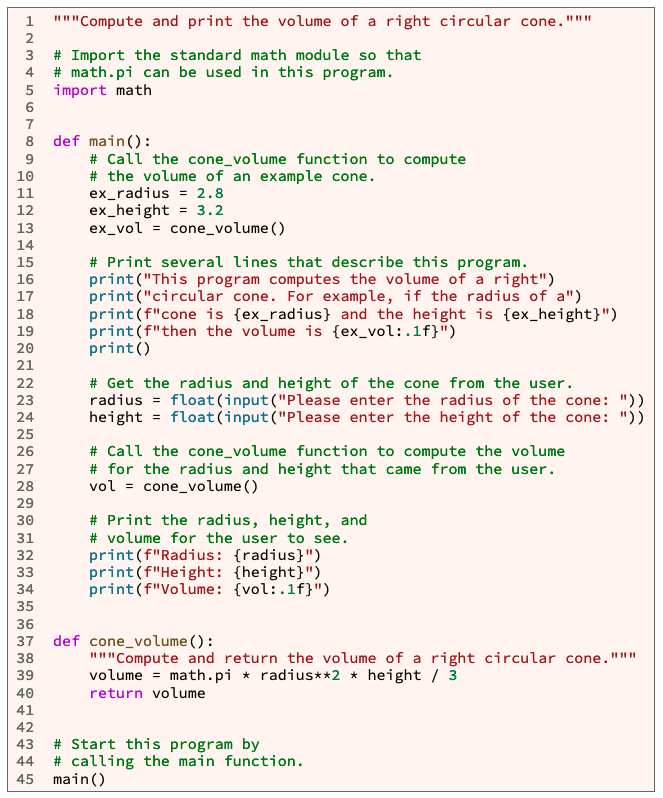 1 """Compute and print the volume of a right circular cone."""
2
3 # Import the standard math module so that
4 # math.pi can be used in this program.
5 import math
6
7
8 def main():
9     # Call the cone_volume function to compute
10     # the volume of an example cone.
11     ex_radius = 2.8
12     ex_height = 3.2
13     ex_vol = cone_volume()
14
15     # Print several lines that describe this program.
16     print("This program computes the volume of a right")
17     print("circular cone. For example, if the radius of a")
18     print(f"cone is {ex_radius} and the height is {ex_height}")
19     print(f"then the volume is {ex_vol:.1f}")
20     print()
21
22     # Get the radius and height of the cone from the user.
23     radius = float(input("Please enter the radius of the cone: "))
24     height = float(input("Please enter the height of the cone: "))
25
26     # Call the cone_volume function to compute the volume
27     # for the radius and height that came from the user.
28     vol = cone_volume()
29
30     # Print the radius, height, and
31     # volume for the user to see.
32     print(f"Radius: {radius}")
33     print(f"Height: {height}")
34     print(f"Volume: {vol:.1f}")
35
36
37 def cone_volume():
38     """Compute and return the volume of a right circular cone."""
39     volume = math.pi * radius**2 * height / 3
40     return volume
41
42
43 # Start this program by
44 # calling the main function.
45 main()